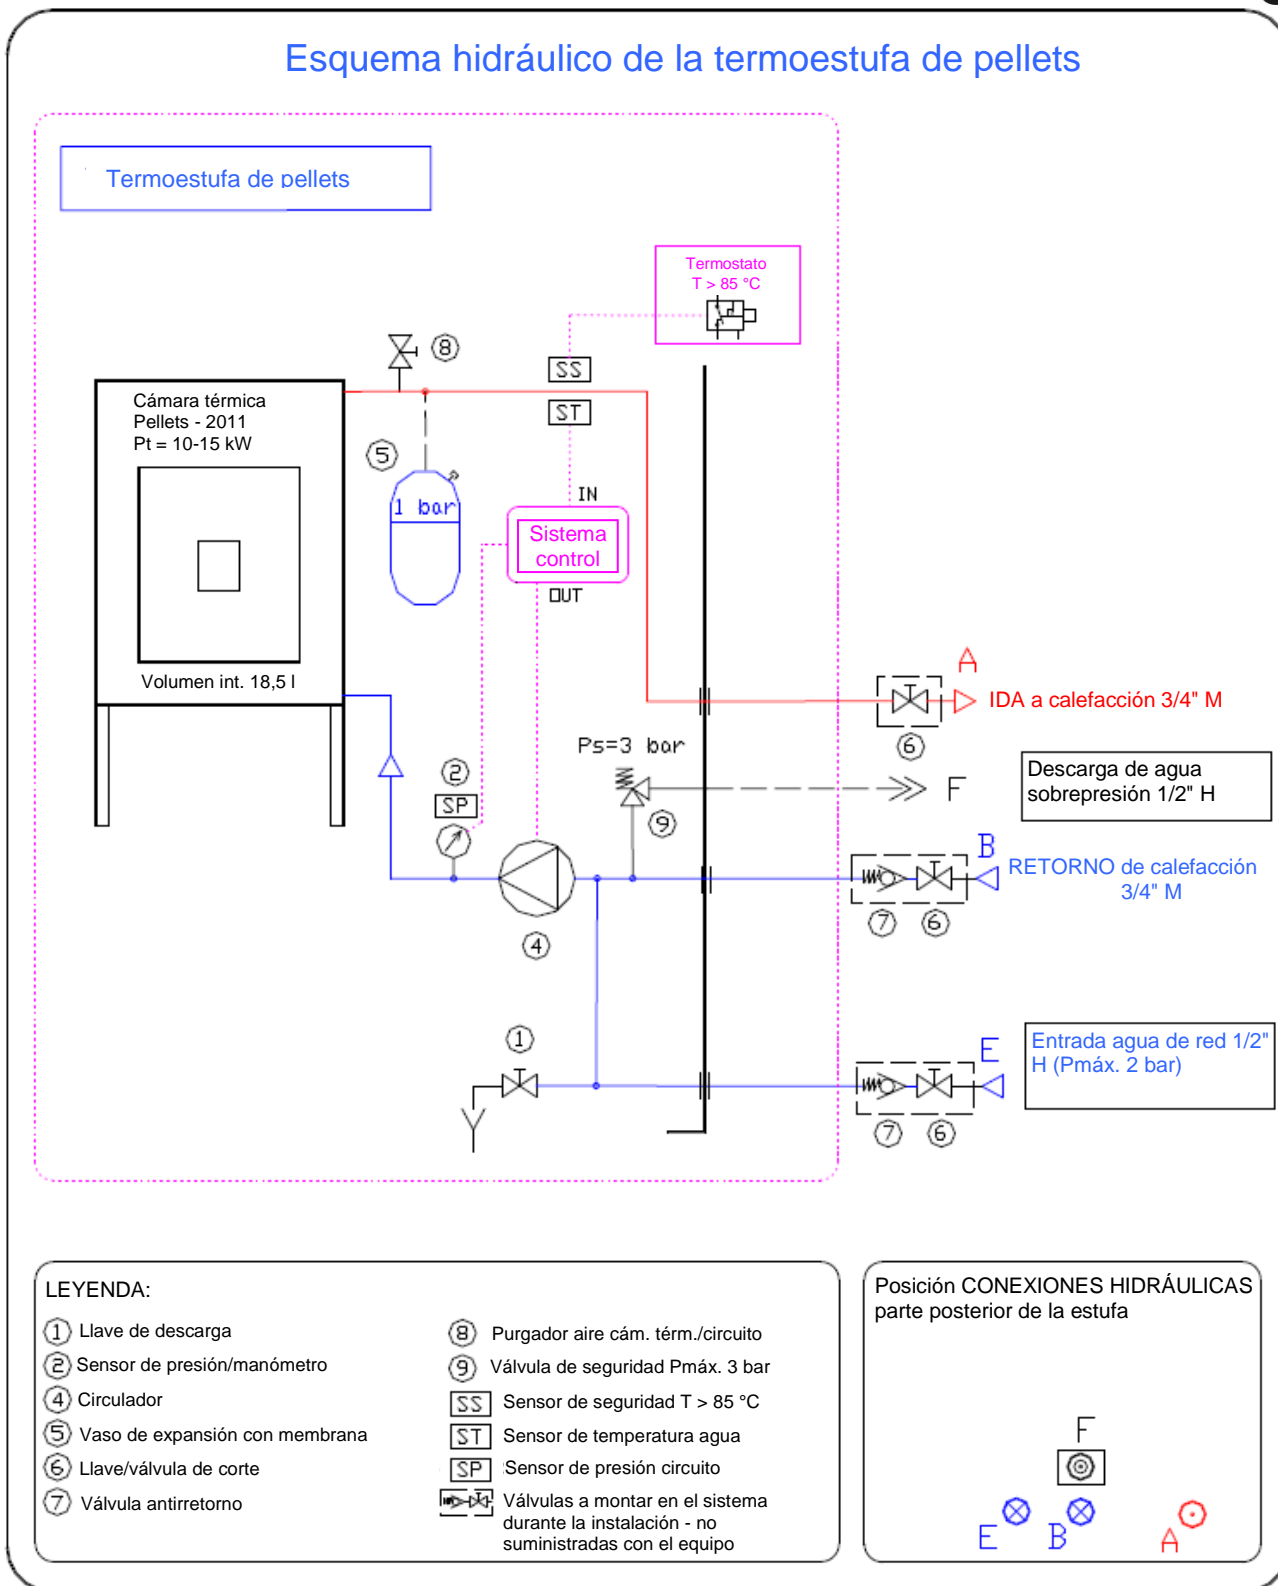 Esquema hidráulico de la termoestufa de pellets
Termoestufa de pellets
Termostato
T > 85 °C
8
SS
ST
Cámara térmica
Pellets - 2011
Pt = 10-15 kW
5
1 bar
IN
Sistema
control
OUT
Volumen int. 18,5 l
A
IDA a calefacción 3/4" M
6
Ps=3 bar
2
SP
9
F
Descarga de agua
sobrepresión 1/2" H
B
RETORNO de calefacción
3/4" M
7 6
4
1
E
Entrada agua de red 1/2"
H (Pmáx. 2 bar)
7 6
LEYENDA:
1 Llave de descarga
2 Sensor de presión/manómetro
4 Circulador
5 Vaso de expansión con membrana
6 Llave/válvula de corte
7 Válvula antirretorno
8 Purgador aire cám. térm./circuito
9 Válvula de seguridad Pmáx. 3 bar
SS Sensor de seguridad T > 85 °C
ST Sensor de temperatura agua
SP Sensor de presión circuito
Válvulas a montar en el sistema
durante la instalación - no
suministradas con el equipo
Posición CONEXIONES HIDRÁULICAS
parte posterior de la estufa
F
E B A